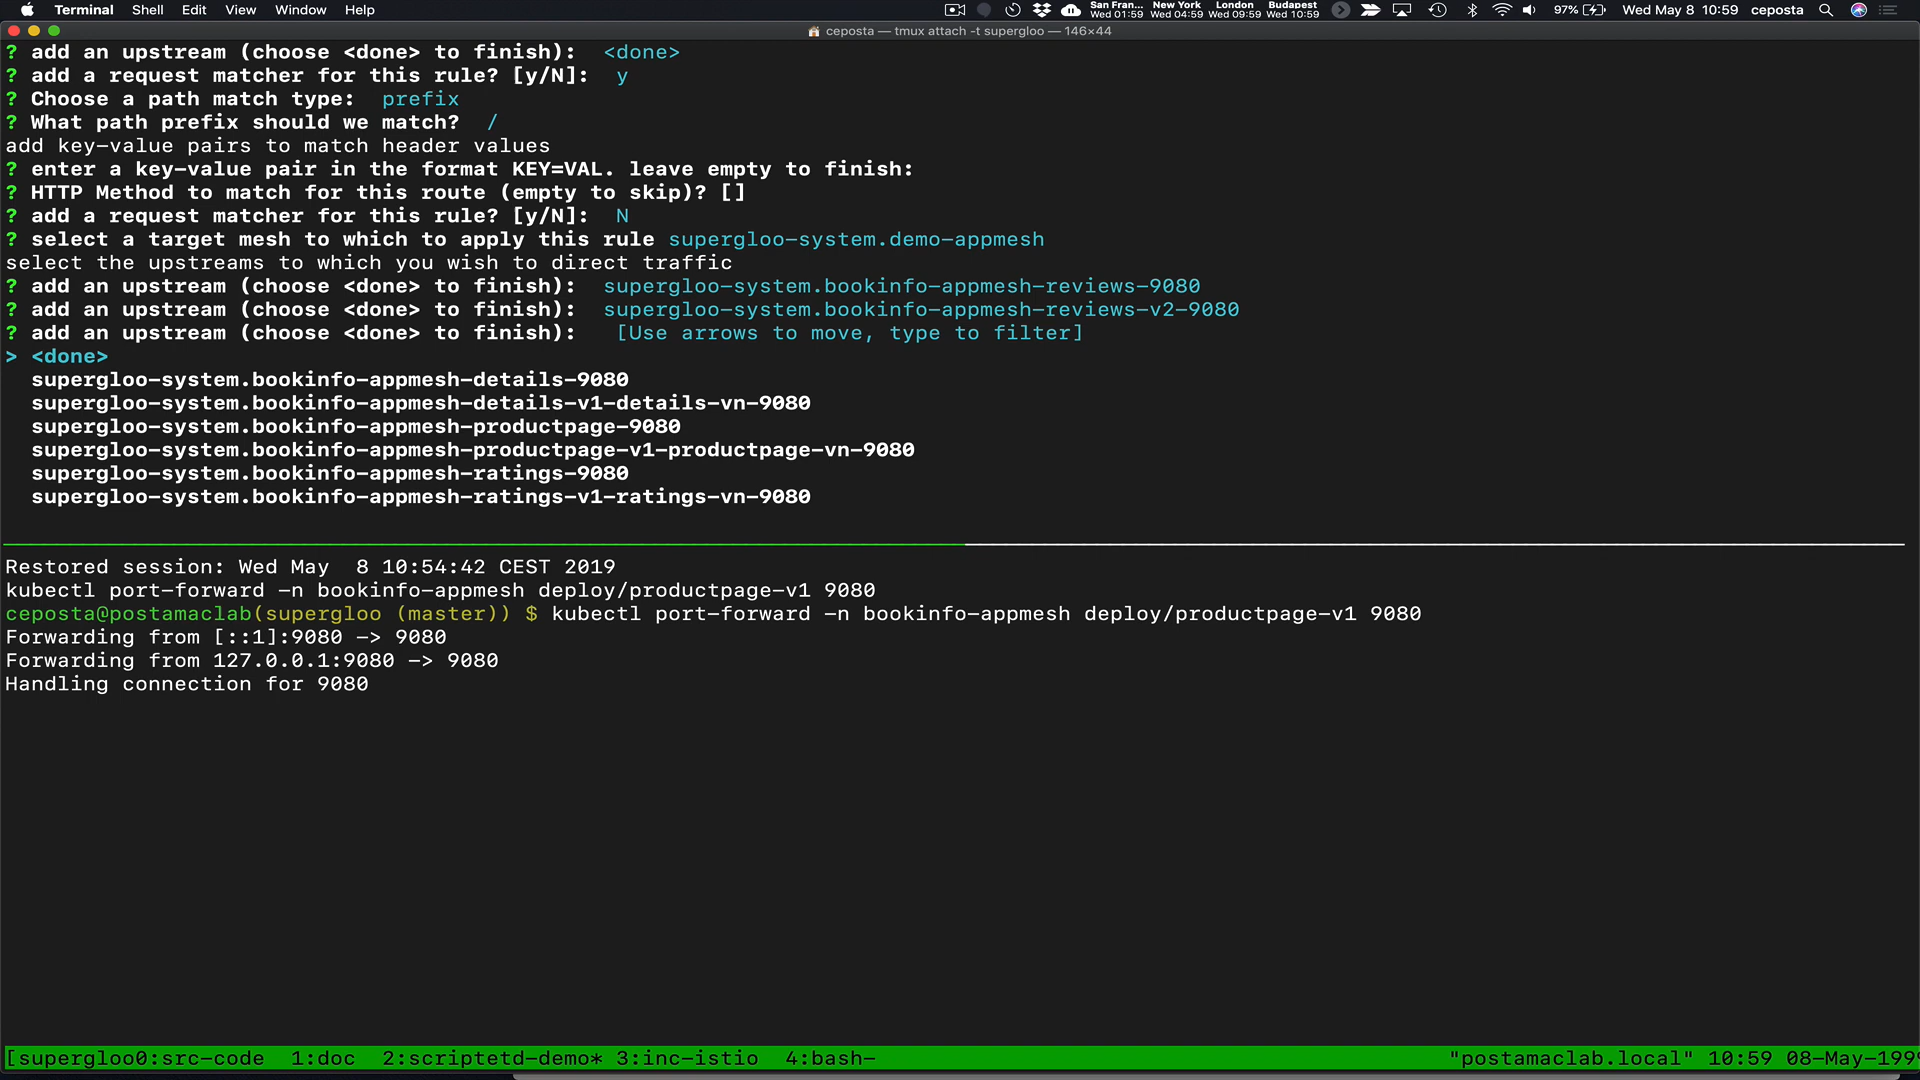 Terminal Shell Edit View Window Help
San Fran... Wed 01:59 New York Wed 04:59 London Wed 09:59 Budapest Wed 10:59 97% Wed May 8 10:59 ceposta
ceposta — tmux attach -t supergloo — 146×44
? add an upstream (choose <done> to finish):  <done>
? add a request matcher for this rule? [y/N]:  y
? Choose a path match type:  prefix
? What path prefix should we match?  /
add key-value pairs to match header values
? enter a key-value pair in the format KEY=VAL. leave empty to finish:
? HTTP Method to match for this route (empty to skip)? []
? add a request matcher for this rule? [y/N]:  N
? select a target mesh to which to apply this rule supergloo-system.demo-appmesh
select the upstreams to which you wish to direct traffic
? add an upstream (choose <done> to finish):  supergloo-system.bookinfo-appmesh-reviews-9080
? add an upstream (choose <done> to finish):  supergloo-system.bookinfo-appmesh-reviews-v2-9080
? add an upstream (choose <done> to finish):   [Use arrows to move, type to filter]
> <done>
supergloo-system.bookinfo-appmesh-details-9080
supergloo-system.bookinfo-appmesh-details-v1-details-vn-9080
supergloo-system.bookinfo-appmesh-productpage-9080
supergloo-system.bookinfo-appmesh-productpage-v1-productpage-vn-9080
supergloo-system.bookinfo-appmesh-ratings-9080
supergloo-system.bookinfo-appmesh-ratings-v1-ratings-vn-9080
Restored session: Wed May  8 10:54:42 CEST 2019
kubectl port-forward -n bookinfo-appmesh deploy/productpage-v1 9080
ceposta@postamaclab(supergloo (master)) $ kubectl port-forward -n bookinfo-appmesh deploy/productpage-v1 9080
Forwarding from [::1]:9080 -> 9080
Forwarding from 127.0.0.1:9080 -> 9080
Handling connection for 9080
[supergloo0:src-code  1:doc  2:scriptetd-demo* 3:inc-istio  4:bash- "postamaclab.local" 10:59 08-May-199